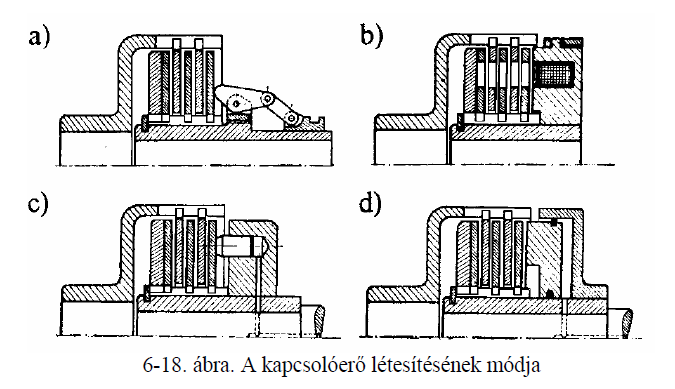 a)
b)
c)
d)
6-18. ábra. A kapcsolóerő létesítésének módja